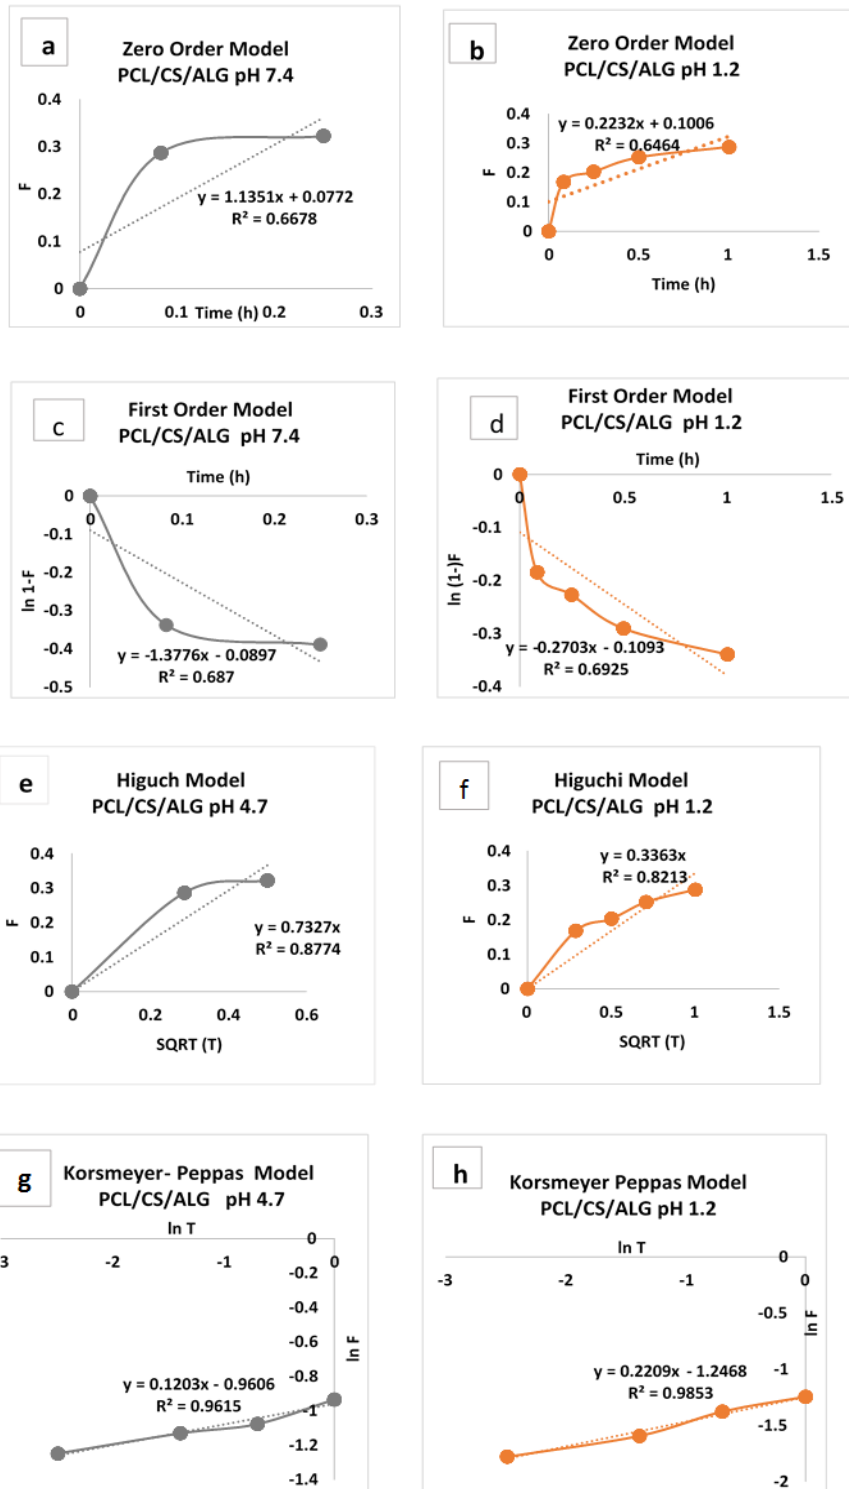 a
Zero Order Model
PCL/CS/ALG pH 7.4
0.4
0.3
0.2
0.1
0
F
y = 1.1351x + 0.0772
R² = 0.6678
0 0.1 Time (h) 0.2 0.3
b
Zero Order Model
PCL/CS/ALG pH 1.2
0.4
0.3
0.2
0.1
0
F
y = 0.2232x + 0.1006
R² = 0.6464
0 0.5 1 1.5
Time (h)
c
First Order Model
PCL/CS/ALG pH 7.4
Time (h)
0 0.1 0.2 0.3
0
-0.1
-0.2
-0.3
-0.4
-0.5
ln 1-F
y = -1.3776x - 0.0897
R² = 0.687
d
First Order Model
PCL/CS/ALG pH 1.2
Time (h)
0 0.5 1 1.5
0
-0.1
-0.2
-0.3
-0.4
ln (1-)F
y = -0.2703x - 0.1093
R² = 0.6925
e
Higuch Model
PCL/CS/ALG pH 4.7
0.4
0.3
0.2
0.1
0
F
y = 0.7327x
R² = 0.8774
0 0.2 0.4 0.6
SQRT (T)
f
Higuchi Model
PCL/CS/ALG pH 1.2
0.4
0.3
0.2
0.1
0
F
y = 0.3363x
R² = 0.8213
0 0.5 1 1.5
SQRT (T)
g
Korsmeyer- Peppas Model
PCL/CS/ALG pH 4.7
ln T
3 -2 -1 0
0
-0.2
-0.4
-0.6
-0.8
-1
-1.2
-1.4
ln F
y = 0.1203x - 0.9606
R² = 0.9615
h
Korsmeyer Peppas Model
PCL/CS/ALG pH 1.2
ln T
-3 -2 -1 0
0
-0.5
-1
-1.5
-2
ln F
y = 0.2209x - 1.2468
R² = 0.9853